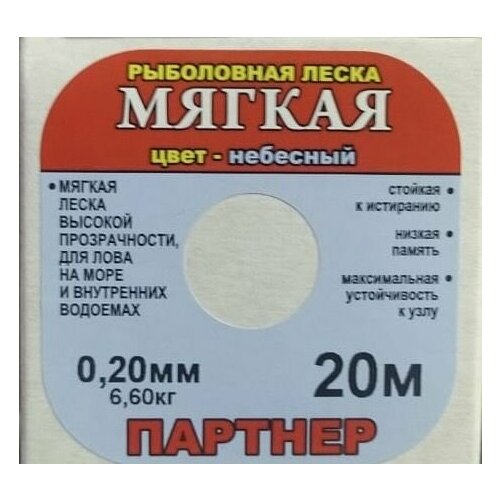 РЫБОЛОВНАЯ ЛЕСКА
МЯГКАЯ
цвет - небесный
• МЯГКАЯ
ЛЕСКА
ВЫСОКОЙ
ПРОЗРАЧНОСТИ,
ДЛЯ ЛОВА
НА МОРЕ
И ВНУТРЕННИХ
ВОДОЕМАХ
стойкая •
к истиранию
низкая •
память
максимальная •
устойчивость
к узлу
0,20мм
6,60кг
20м
ПАРТНЕР